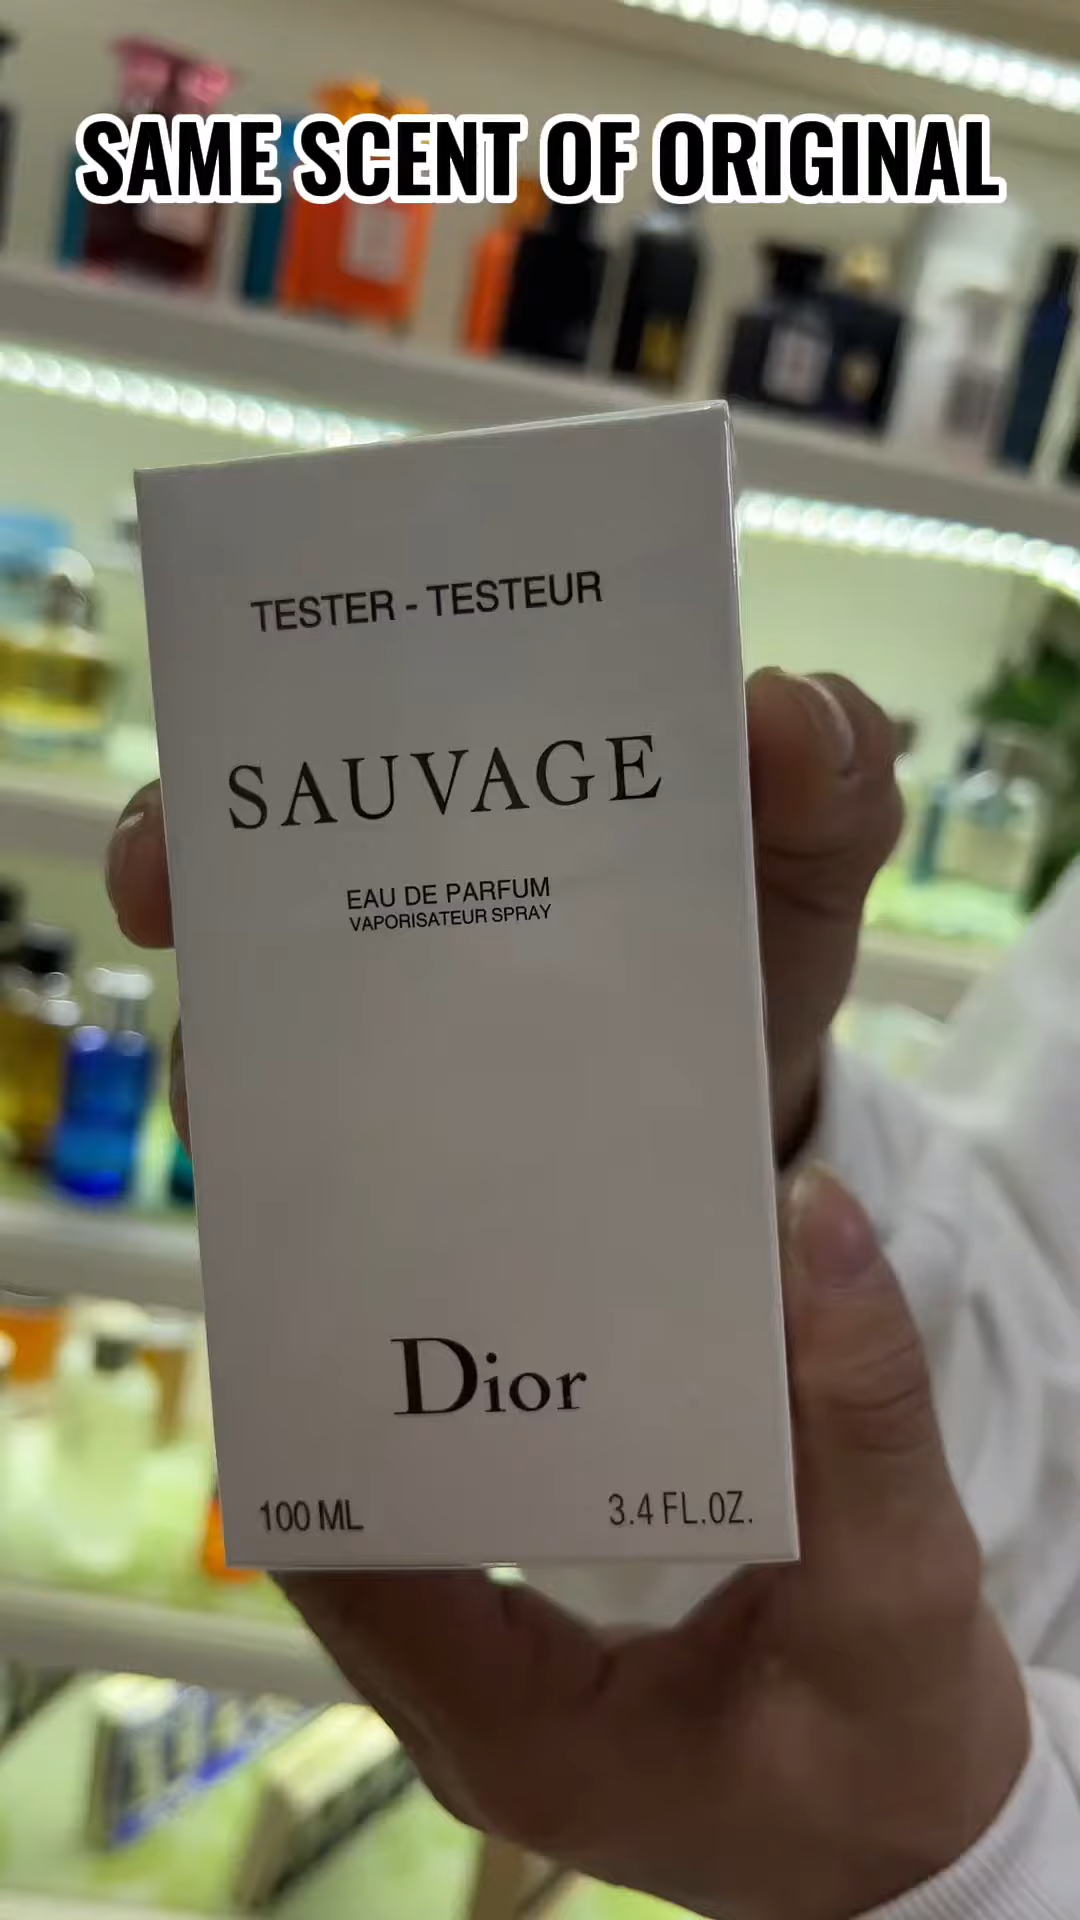 SAME SCENT OF ORIGINAL
TESTER - TESTEUR
SAUVAGE
EAU DE PARFUM
VAPORISATEUR SPRAY
Dior
100 ML
3.4 FL.OZ.